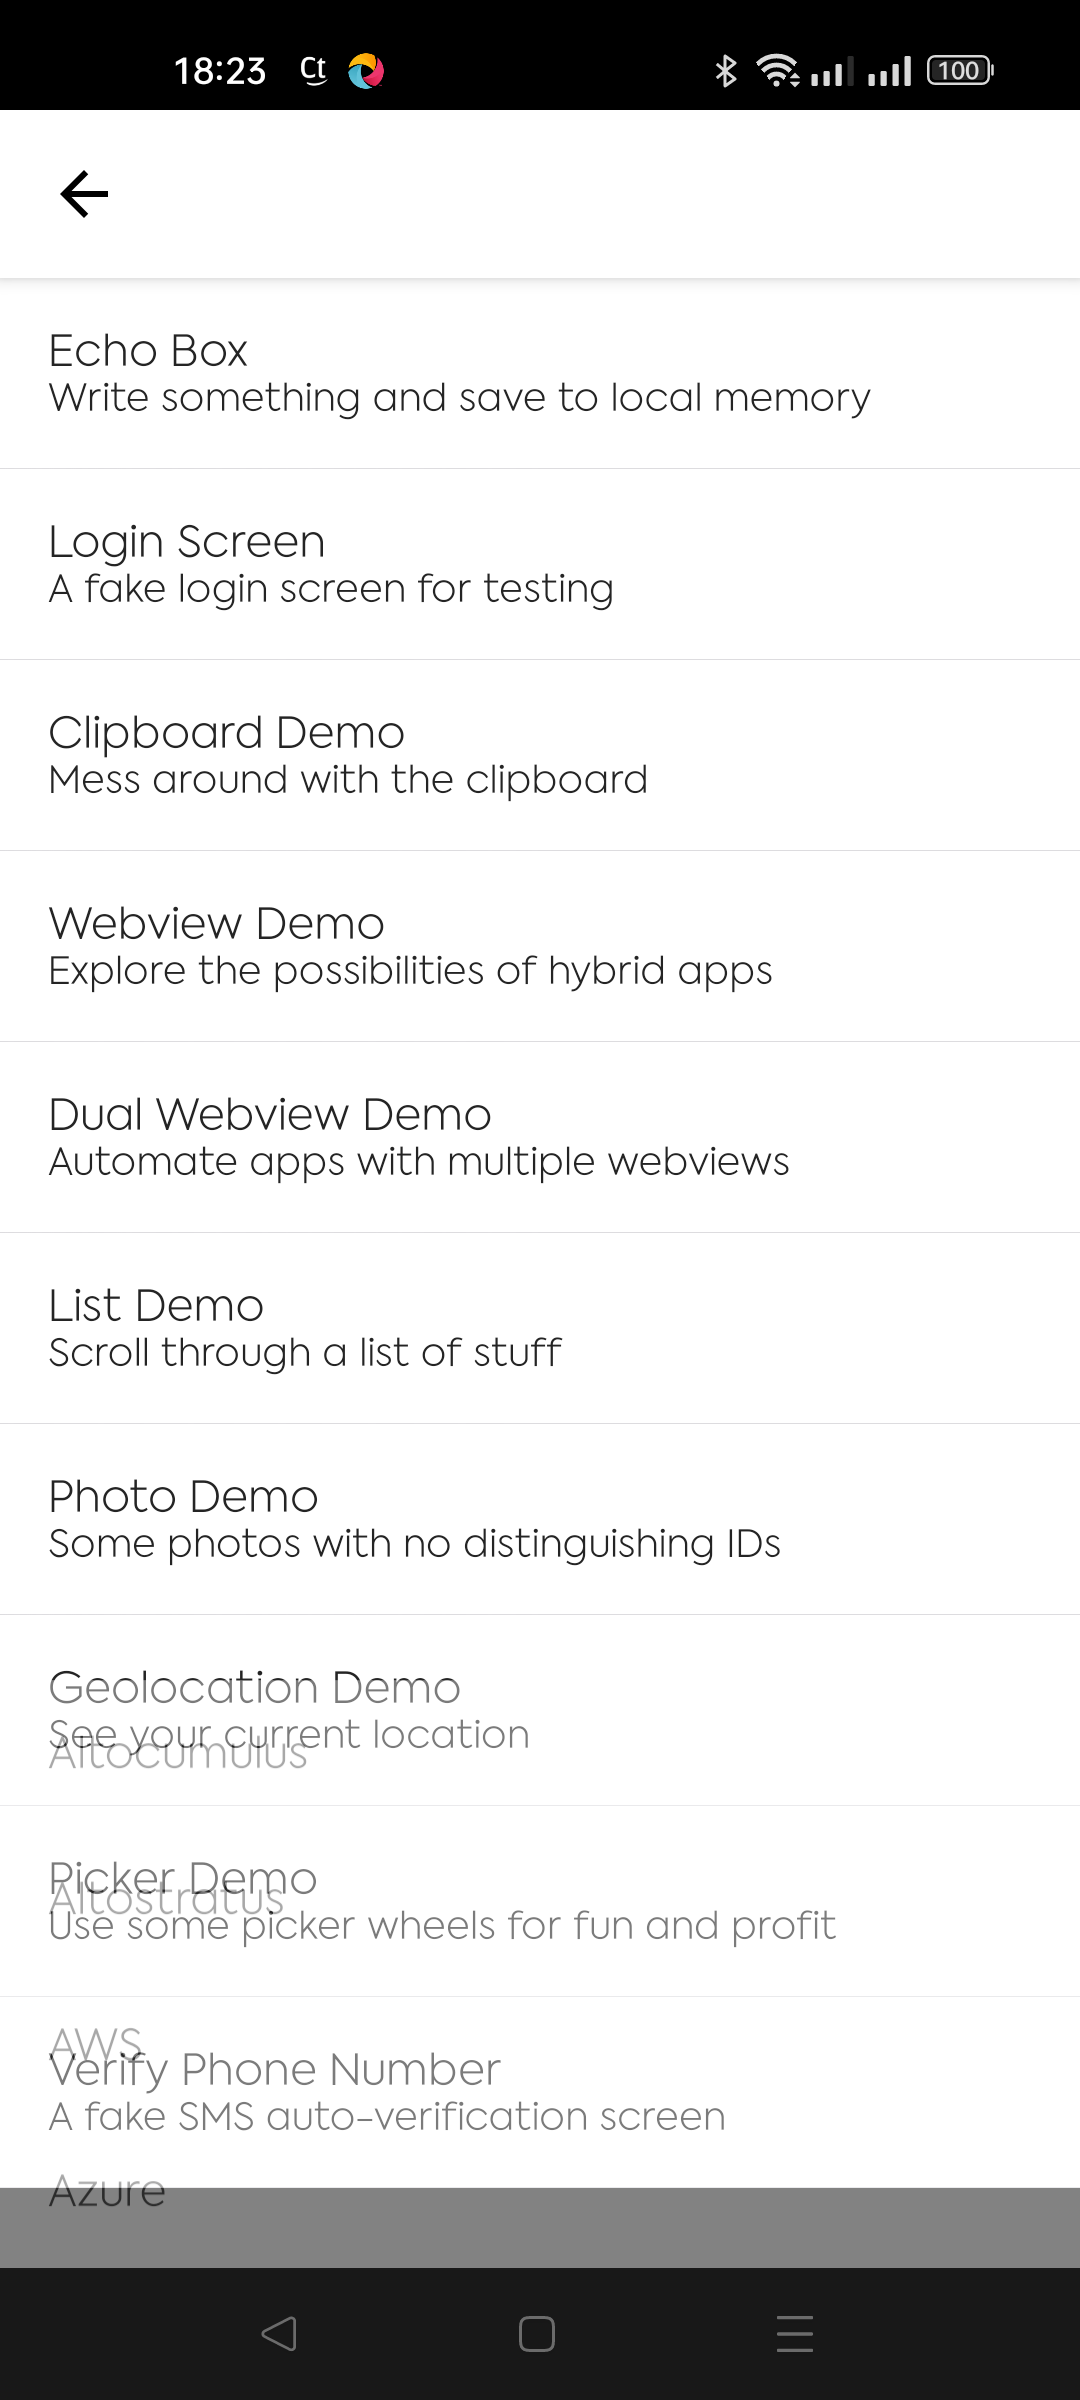 18:23 Ct 100
Echo Box
Write something and save to local memory
Login Screen
A fake login screen for testing
Clipboard Demo
Mess around with the clipboard
Webview Demo
Explore the possibilities of hybrid apps
Dual Webview Demo
Automate apps with multiple webviews
List Demo
Scroll through a list of stuff
Photo Demo
Some photos with no distinguishing IDs
Geolocation Demo
See your current location
Altocumulus
Picker Demo
Altostratus
Use some picker wheels for fun and profit
AWS
Verify Phone Number
A fake SMS auto-verification screen
Azure